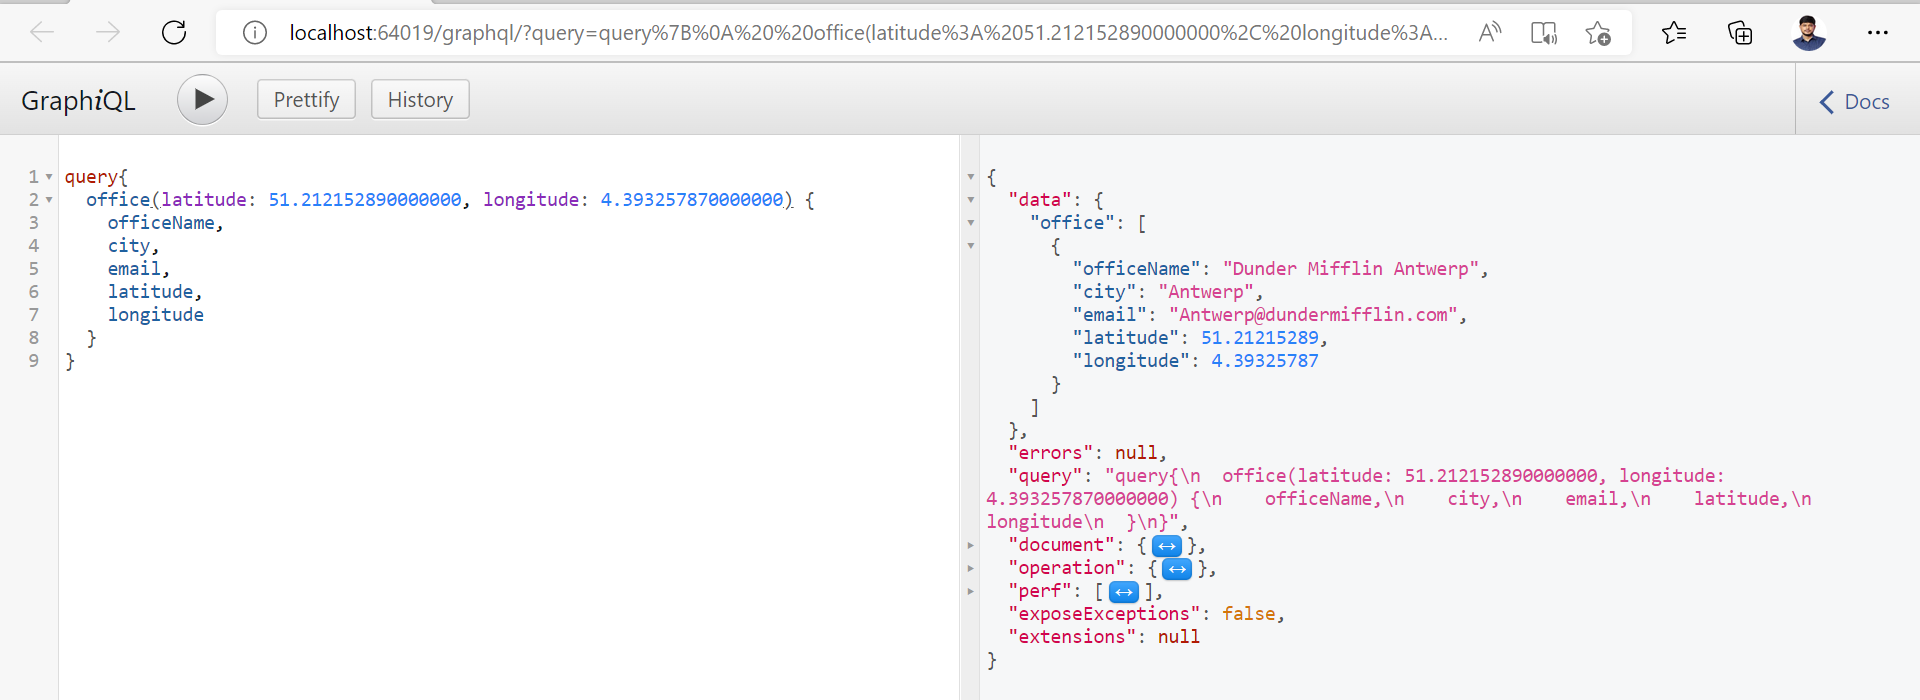 localhost:64019/graphql/?query=query%7B%0A%20%20office(latitude%3A%2051.212152890000000%2C%20longitude%3A...
GraphiQL Prettify History Docs
1 query{
2 office(latitude: 51.212152890000000, longitude: 4.393257870000000) {
3 officeName,
4 city,
5 email,
6 latitude,
7 longitude
8 }
9 }
{
"data": {
"office": [
{
"officeName": "Dunder Mifflin Antwerp",
"city": "Antwerp",
"email": "Antwerp@dundermifflin.com",
"latitude": 51.21215289,
"longitude": 4.39325787
}
]
},
"errors": null,
"query": "query{\n  office(latitude: 51.212152890000000, longitude:
4.393257870000000) {\n    officeName,\n    city,\n    email,\n    latitude,\n
longitude\n  }\n}",
"document": {↔},
"operation": {↔},
"perf": [↔],
"exposeExceptions": false,
"extensions": null
}